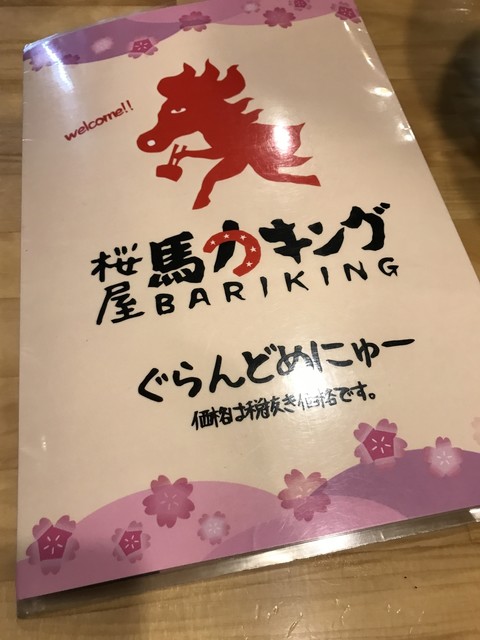 welcome!!
桜屋 馬力キング
BARIKING
ぐらんどめにゅー
価格は税抜き価格です。